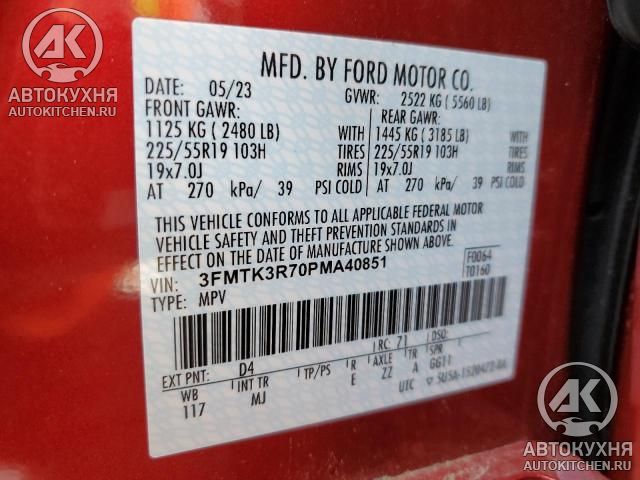 AK
АВТОКУХНЯ
AUTOKITCHEN.RU
MFD. BY FORD MOTOR CO.
DATE: 05/23 GVWR: 2522 KG ( 5560 LB)
FRONT GAWR: REAR GAWR:
1125 KG ( 2480 LB) WITH 1445 KG ( 3185 LB) WITH
225/55R19 103H TIRES 225/55R19 103H TIRES
19x7.0J RIMS 19x7.0J RIMS
AT 270 kPa/ 39 PSI COLD AT 270 kPa/ 39 PSI COLD
THIS VEHICLE CONFORMS TO ALL APPLICABLE FEDERAL MOTOR
VEHICLE SAFETY AND THEFT PREVENTION STANDARDS IN
EFFECT ON THE DATE OF MANUFACTURE SHOWN ABOVE.
VIN: 3FMTK3R70PMA40851 F0064
TYPE: MPV T0160
EXT PNT: D4 RC: 71 DSO:
WB INT TR TP/PS R AXLE TR SPR
117 MJ E ZZ A GG11
UTC
AK
АВТОКУХНЯ
AUTOKITCHEN.RU